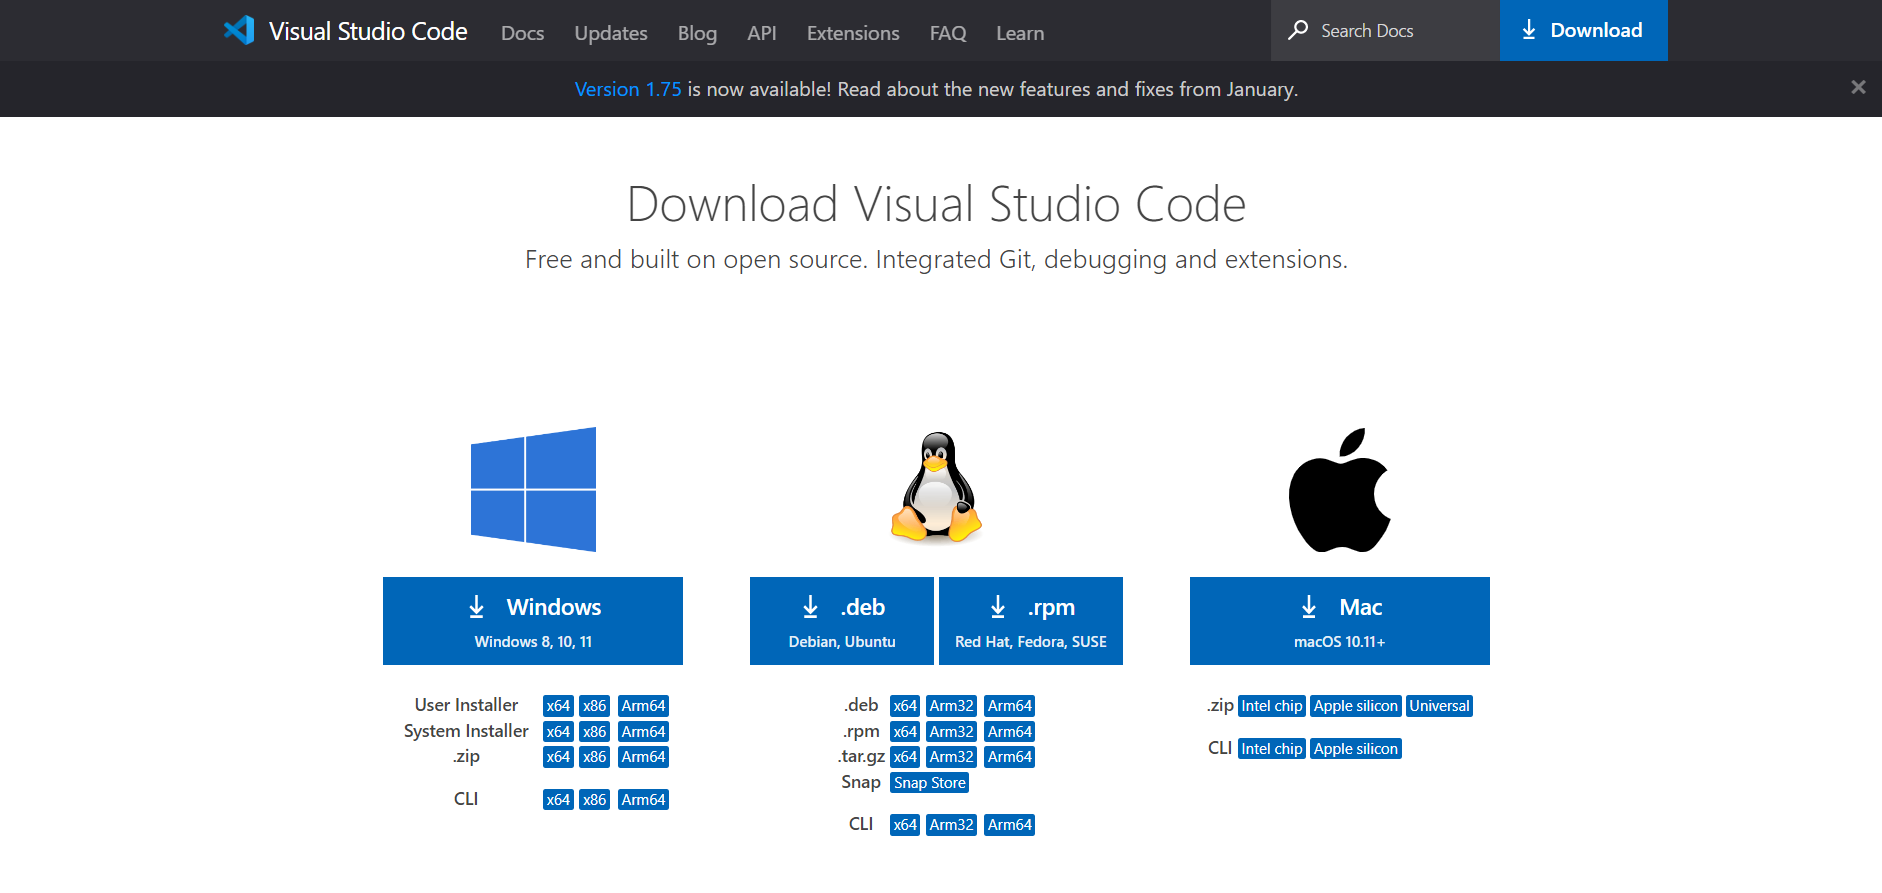 Visual Studio Code Docs Updates Blog API Extensions FAQ Learn Search Docs Download
Version 1.75 is now available! Read about the new features and fixes from January.
Download Visual Studio Code
Free and built on open source. Integrated Git, debugging and extensions.
Windows
Windows 8, 10, 11
User Installer x64 x86 Arm64
System Installer x64 x86 Arm64
.zip x64 x86 Arm64
CLI x64 x86 Arm64
.deb
Debian, Ubuntu
.rpm
Red Hat, Fedora, SUSE
.deb x64 Arm32 Arm64
.rpm x64 Arm32 Arm64
.tar.gz x64 Arm32 Arm64
Snap Snap Store
CLI x64 Arm32 Arm64
Mac
macOS 10.11+
.zip Intel chip Apple silicon Universal
CLI Intel chip Apple silicon